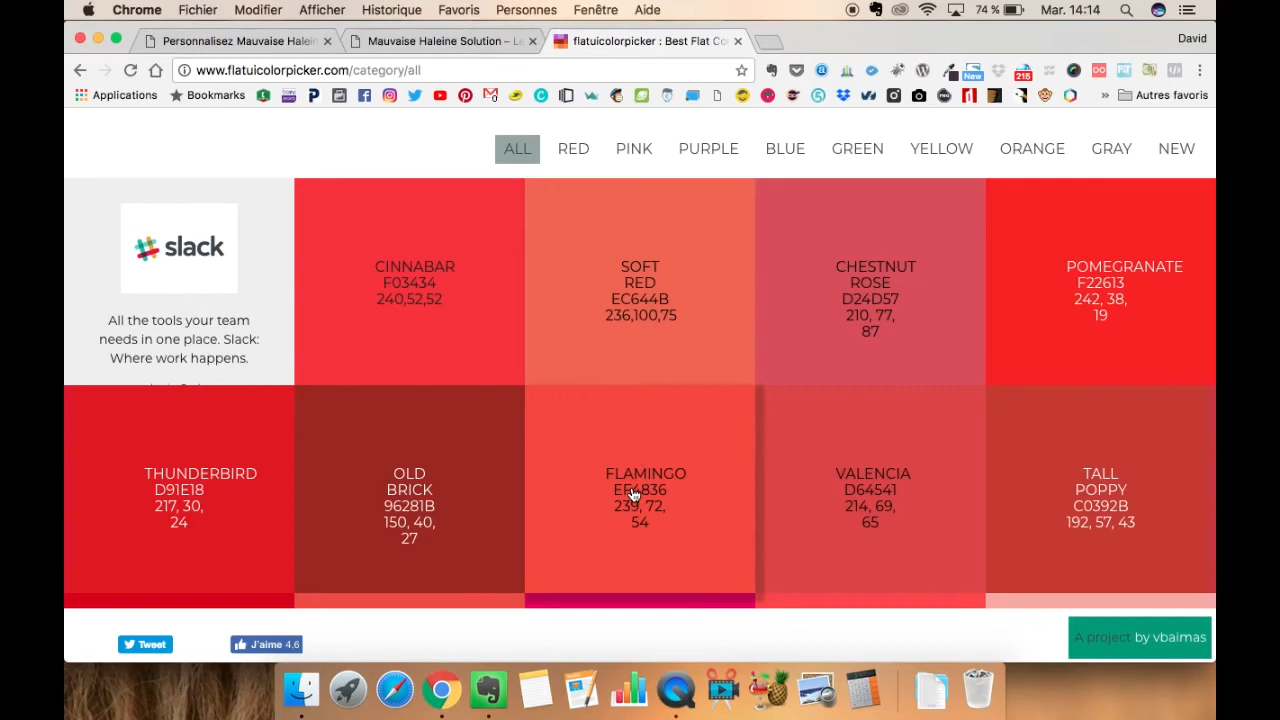 Chrome Fichier Modifier Afficher Historique Favoris Personnes Fenêtre Aide 74 % Mar. 14:14
Personnalisez Mauvaise Halein
Mauvaise Haleine Solution – Le
flatuicolorpicker : Best Flat Co
David
www.flatuicolorpicker.com/category/all
New
215
Applications Bookmarks » Autres favoris
ALL RED PINK PURPLE BLUE GREEN YELLOW ORANGE GRAY NEW
slack
All the tools your team
needs in one place. Slack:
Where work happens.
CINNABAR
F03434
240,52,52
SOFT
RED
EC644B
236,100,75
CHESTNUT
ROSE
D24D57
210, 77,
87
POMEGRANATE
F22613
242, 38,
19
THUNDERBIRD
D91E18
217, 30,
24
OLD
BRICK
96281B
150, 40,
27
FLAMINGO
EF4836
239, 72,
54
VALENCIA
D64541
214, 69,
65
TALL
POPPY
C0392B
192, 57, 43
Tweet
J'aime 4,6
A project by vbaimas